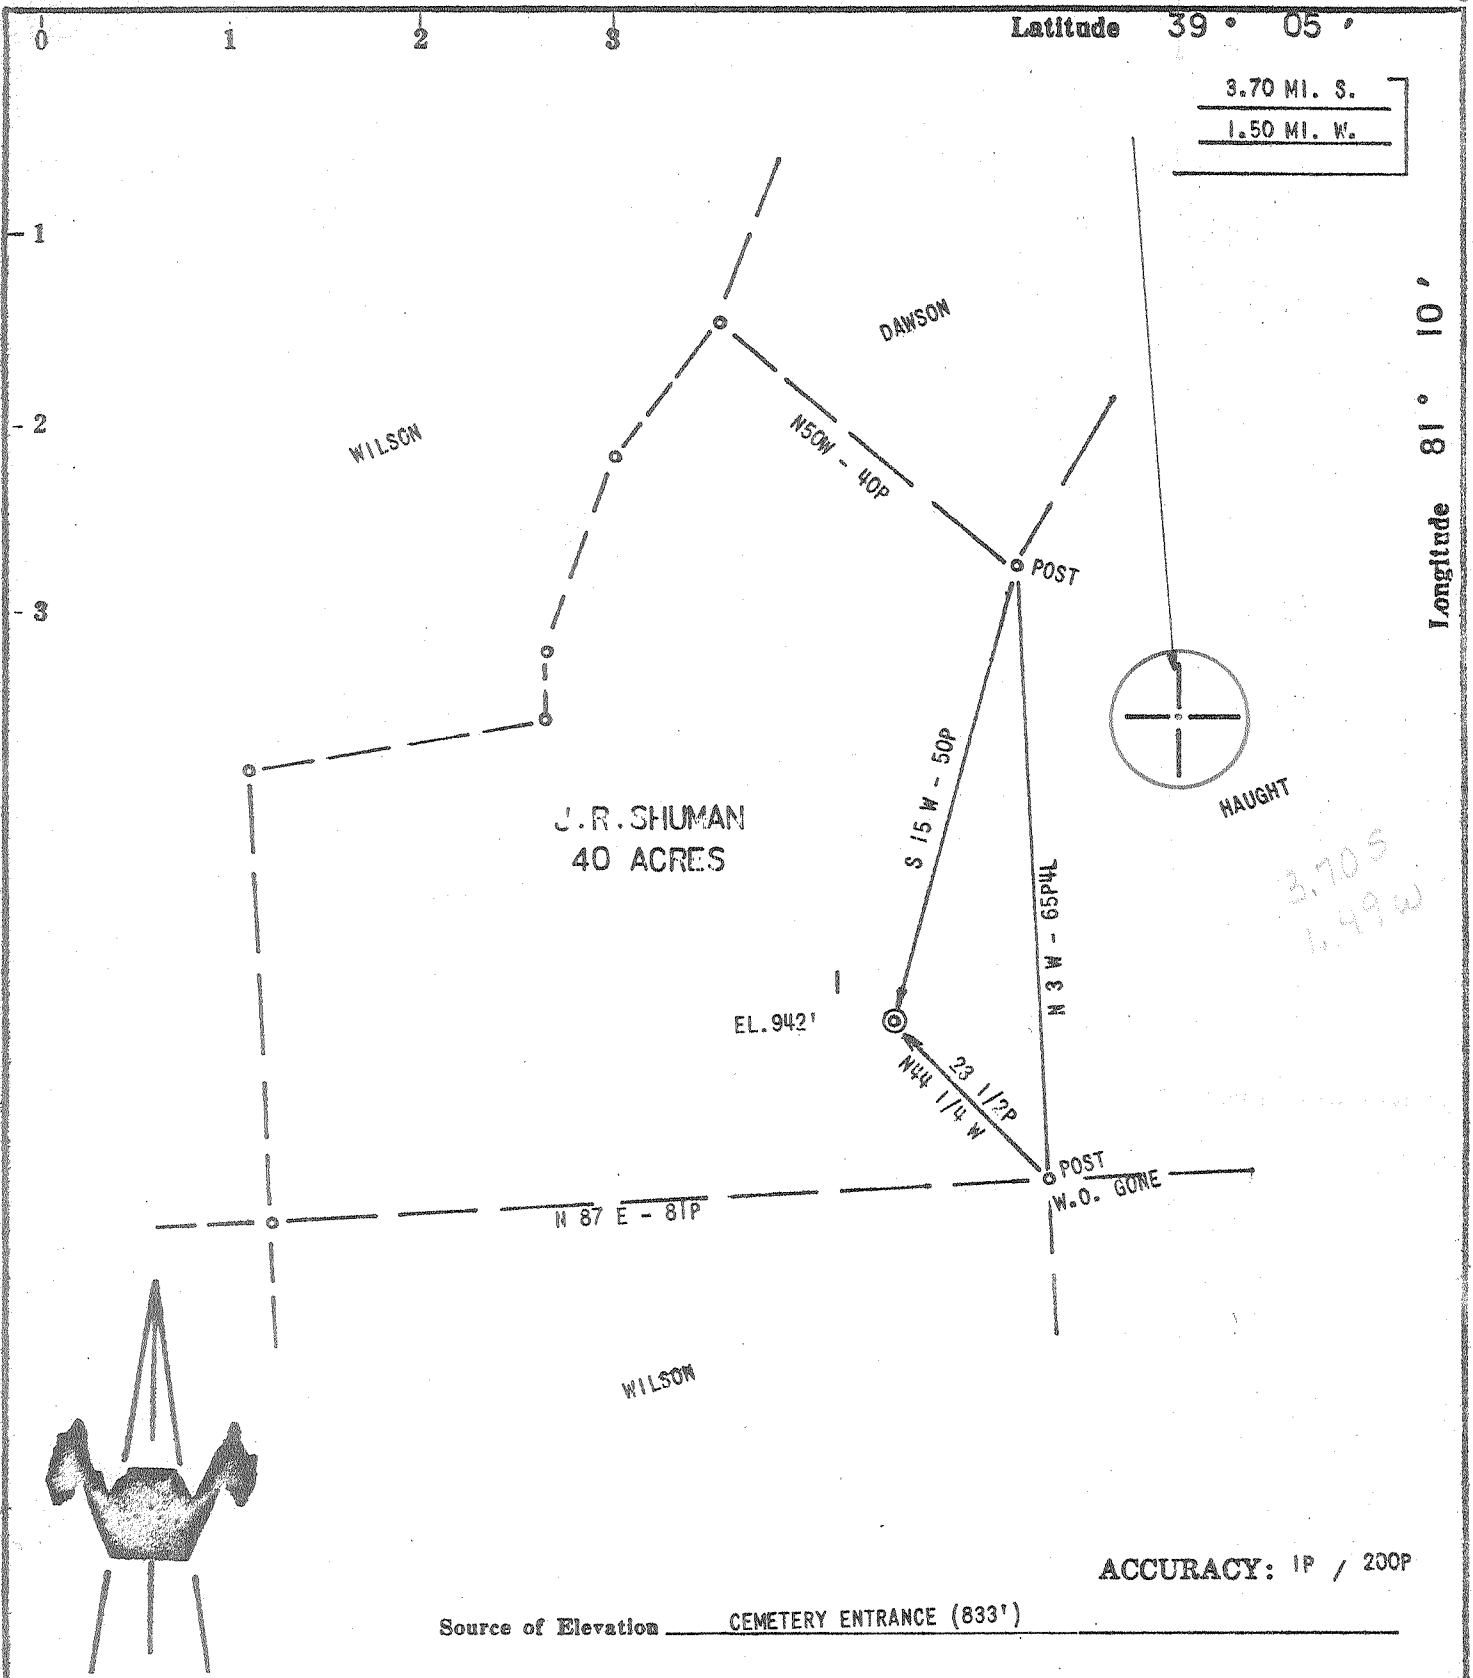 0 1 2 3
Latitude 39 ° 05 '
3.70 MI. S.
1.50 MI. W.
1
DAWSON
Longitude 81 ° 10 '
2
WILSON
N50W - 40P
POST
3
S 15 W - 50P
HAUGHT
J.R. SHUMAN
40 ACRES
3.70 S
1.49 W
N 3 W - 65P4L
1
EL.942'
23 1/2P
N44 1/4 W
POST
W.O. GONE
N 87 E - 81P
WILSON
ACCURACY: 1P / 200P
Source of Elevation CEMETERY ENTRANCE (833')